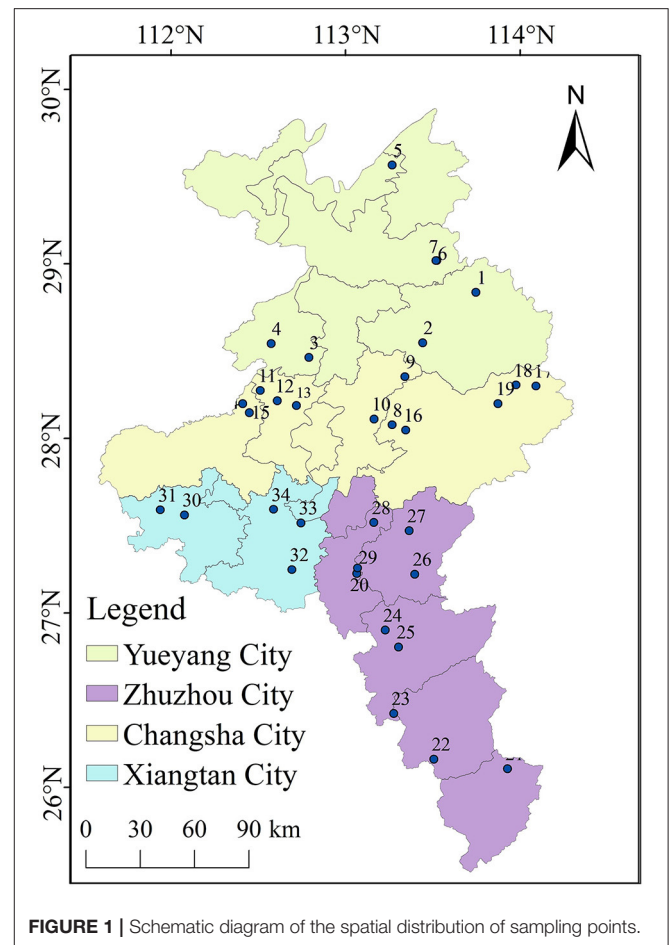 112°N 113°N 114°N
30°N
29°N
28°N
27°N
26°N
N
5
7 6
1
4
3
2
9
11
12
13
15
10
8
16
18
19
31
30
34
33
32
28
27
29
20
26
24
25
23
22
Legend
Yueyang City
Zhuzhou City
Changsha City
Xiangtan City
0 30 60 90 km
FIGURE 1 | Schematic diagram of the spatial distribution of sampling points.